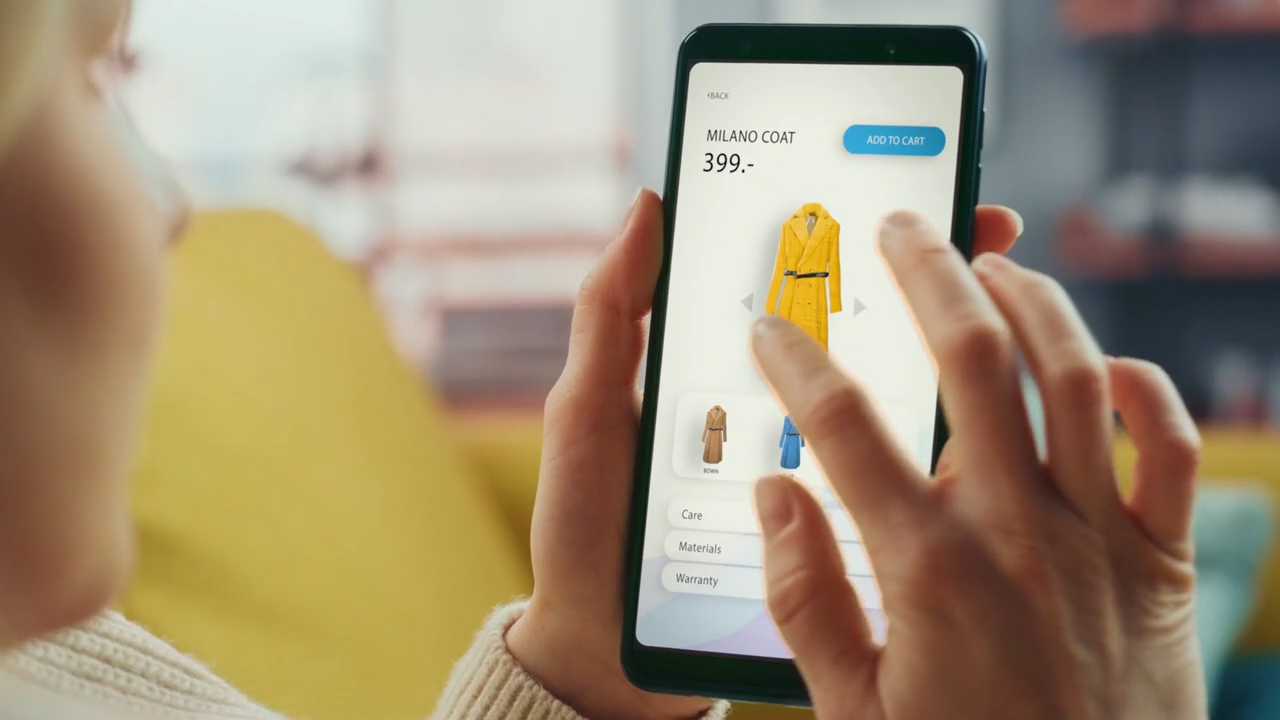 ‹BACK
MILANO COAT
ADD TO CART
399.-
BOWN
Care
Materials
Warranty